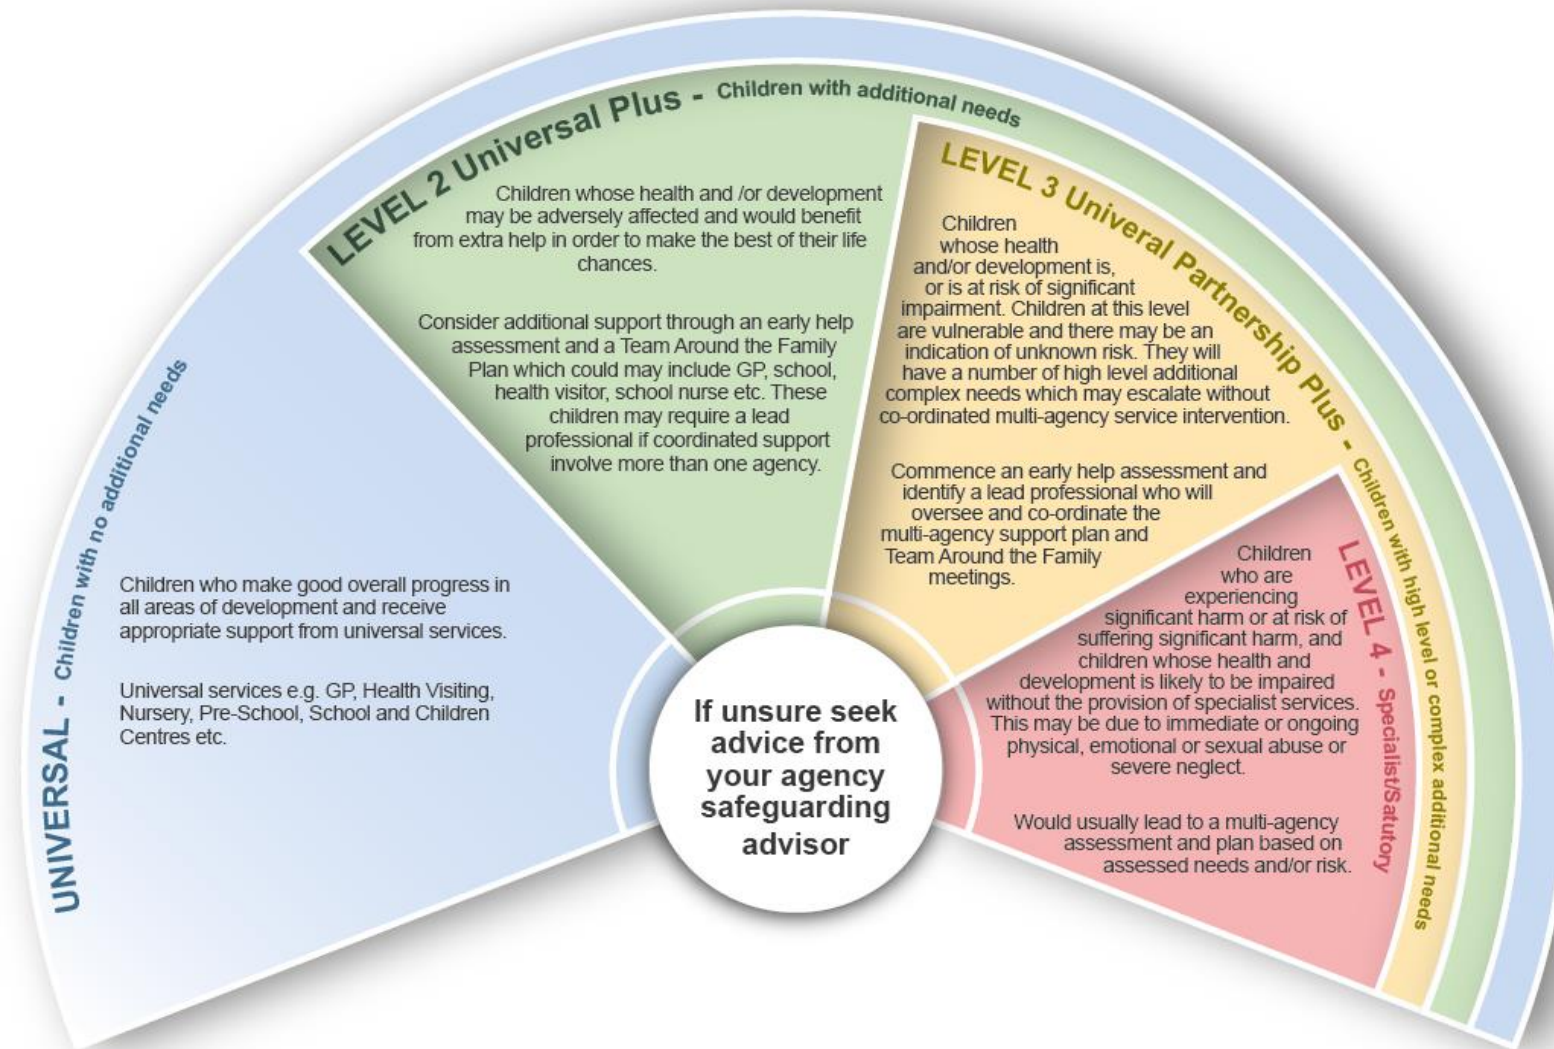 UNIVERSAL - Children with no additional needs
Children who make good overall progress in
all areas of development and receive
appropriate support from universal services.
Universal services e.g. GP, Health Visiting,
Nursery, Pre-School, School and Children
Centres etc.
LEVEL 2 Universal Plus - Children with additional needs
Children whose health and /or development
may be adversely affected and would benefit
from extra help in order to make the best of their life
chances.
Consider additional support through an early help
assessment and a Team Around the Family
Plan which could may include GP, school,
health visitor, school nurse etc. These
children may require a lead
professional if coordinated support
involve more than one agency.
LEVEL 3 Univeral Partnership Plus - Children with high level or complex additional needs
Children
whose health
and/or development is,
or is at risk of significant
impairment. Children at this level
are vulnerable and there may be an
indication of unknown risk. They will
have a number of high level additional
complex needs which may escalate without
co-ordinated multi-agency service intervention.
Commence an early help assessment and
identify a lead professional who will
oversee and co-ordinate the
multi-agency support plan and
Team Around the Family
meetings.
LEVEL 4 - Specialist/Satutory
Children
who are
experiencing
significant harm or at risk of
suffering significant harm, and
children whose health and
development is likely to be impaired
without the provision of specialist services.
This may be due to immediate or ongoing
physical, emotional or sexual abuse or
severe neglect.
Would usually lead to a multi-agency
assessment and plan based on
assessed needs and/or risk.
If unsure seek
advice from
your agency
safeguarding
advisor